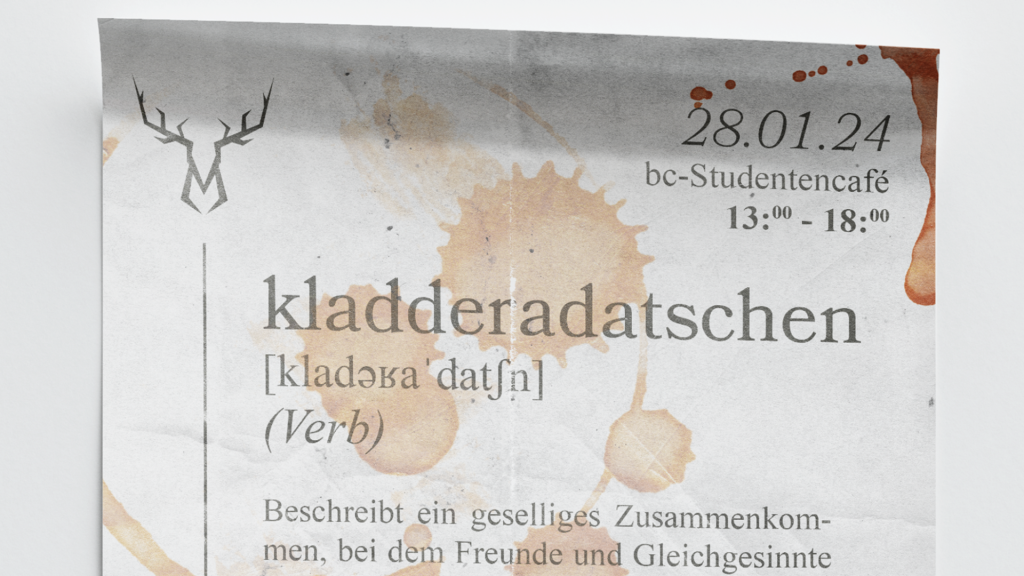 28.01.24
bc-Studentencafé
13:⁰⁰ - 18:⁰⁰
kladderadatschen
[kladəʁaˈdatʃn]
(Verb)
Beschreibt ein geselliges Zusammenkom-
men, bei dem Freunde und Gleichgesinnte